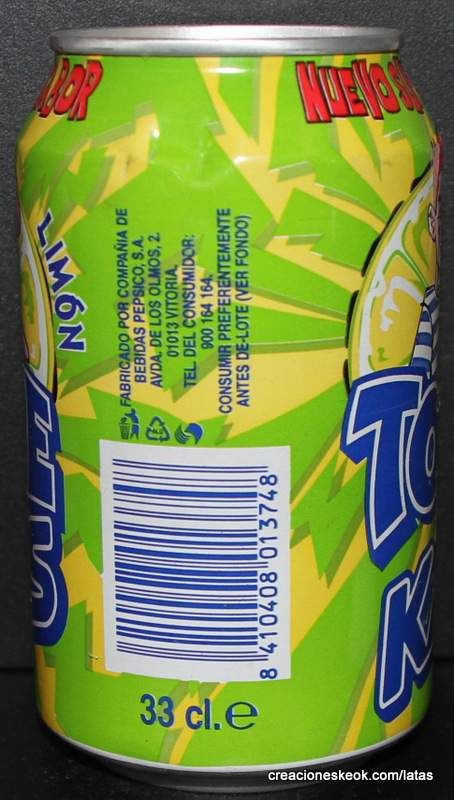 ABOR
NUEVO
LIMÓN
FABRICADO POR COMPAÑIA DE
BEBIDAS PEPSICO, S.A.
AVDA. DE LOS OLMOS, 2.
01013 VITORIA.
TEL. DEL CONSUMIDOR:
900 164 164.
CONSUMIR PREFERENTEMENTE
ANTES DE-LOTE (VER FONDO)
8 410408 013748
33 cl. e
creacioneskeok.com/latas